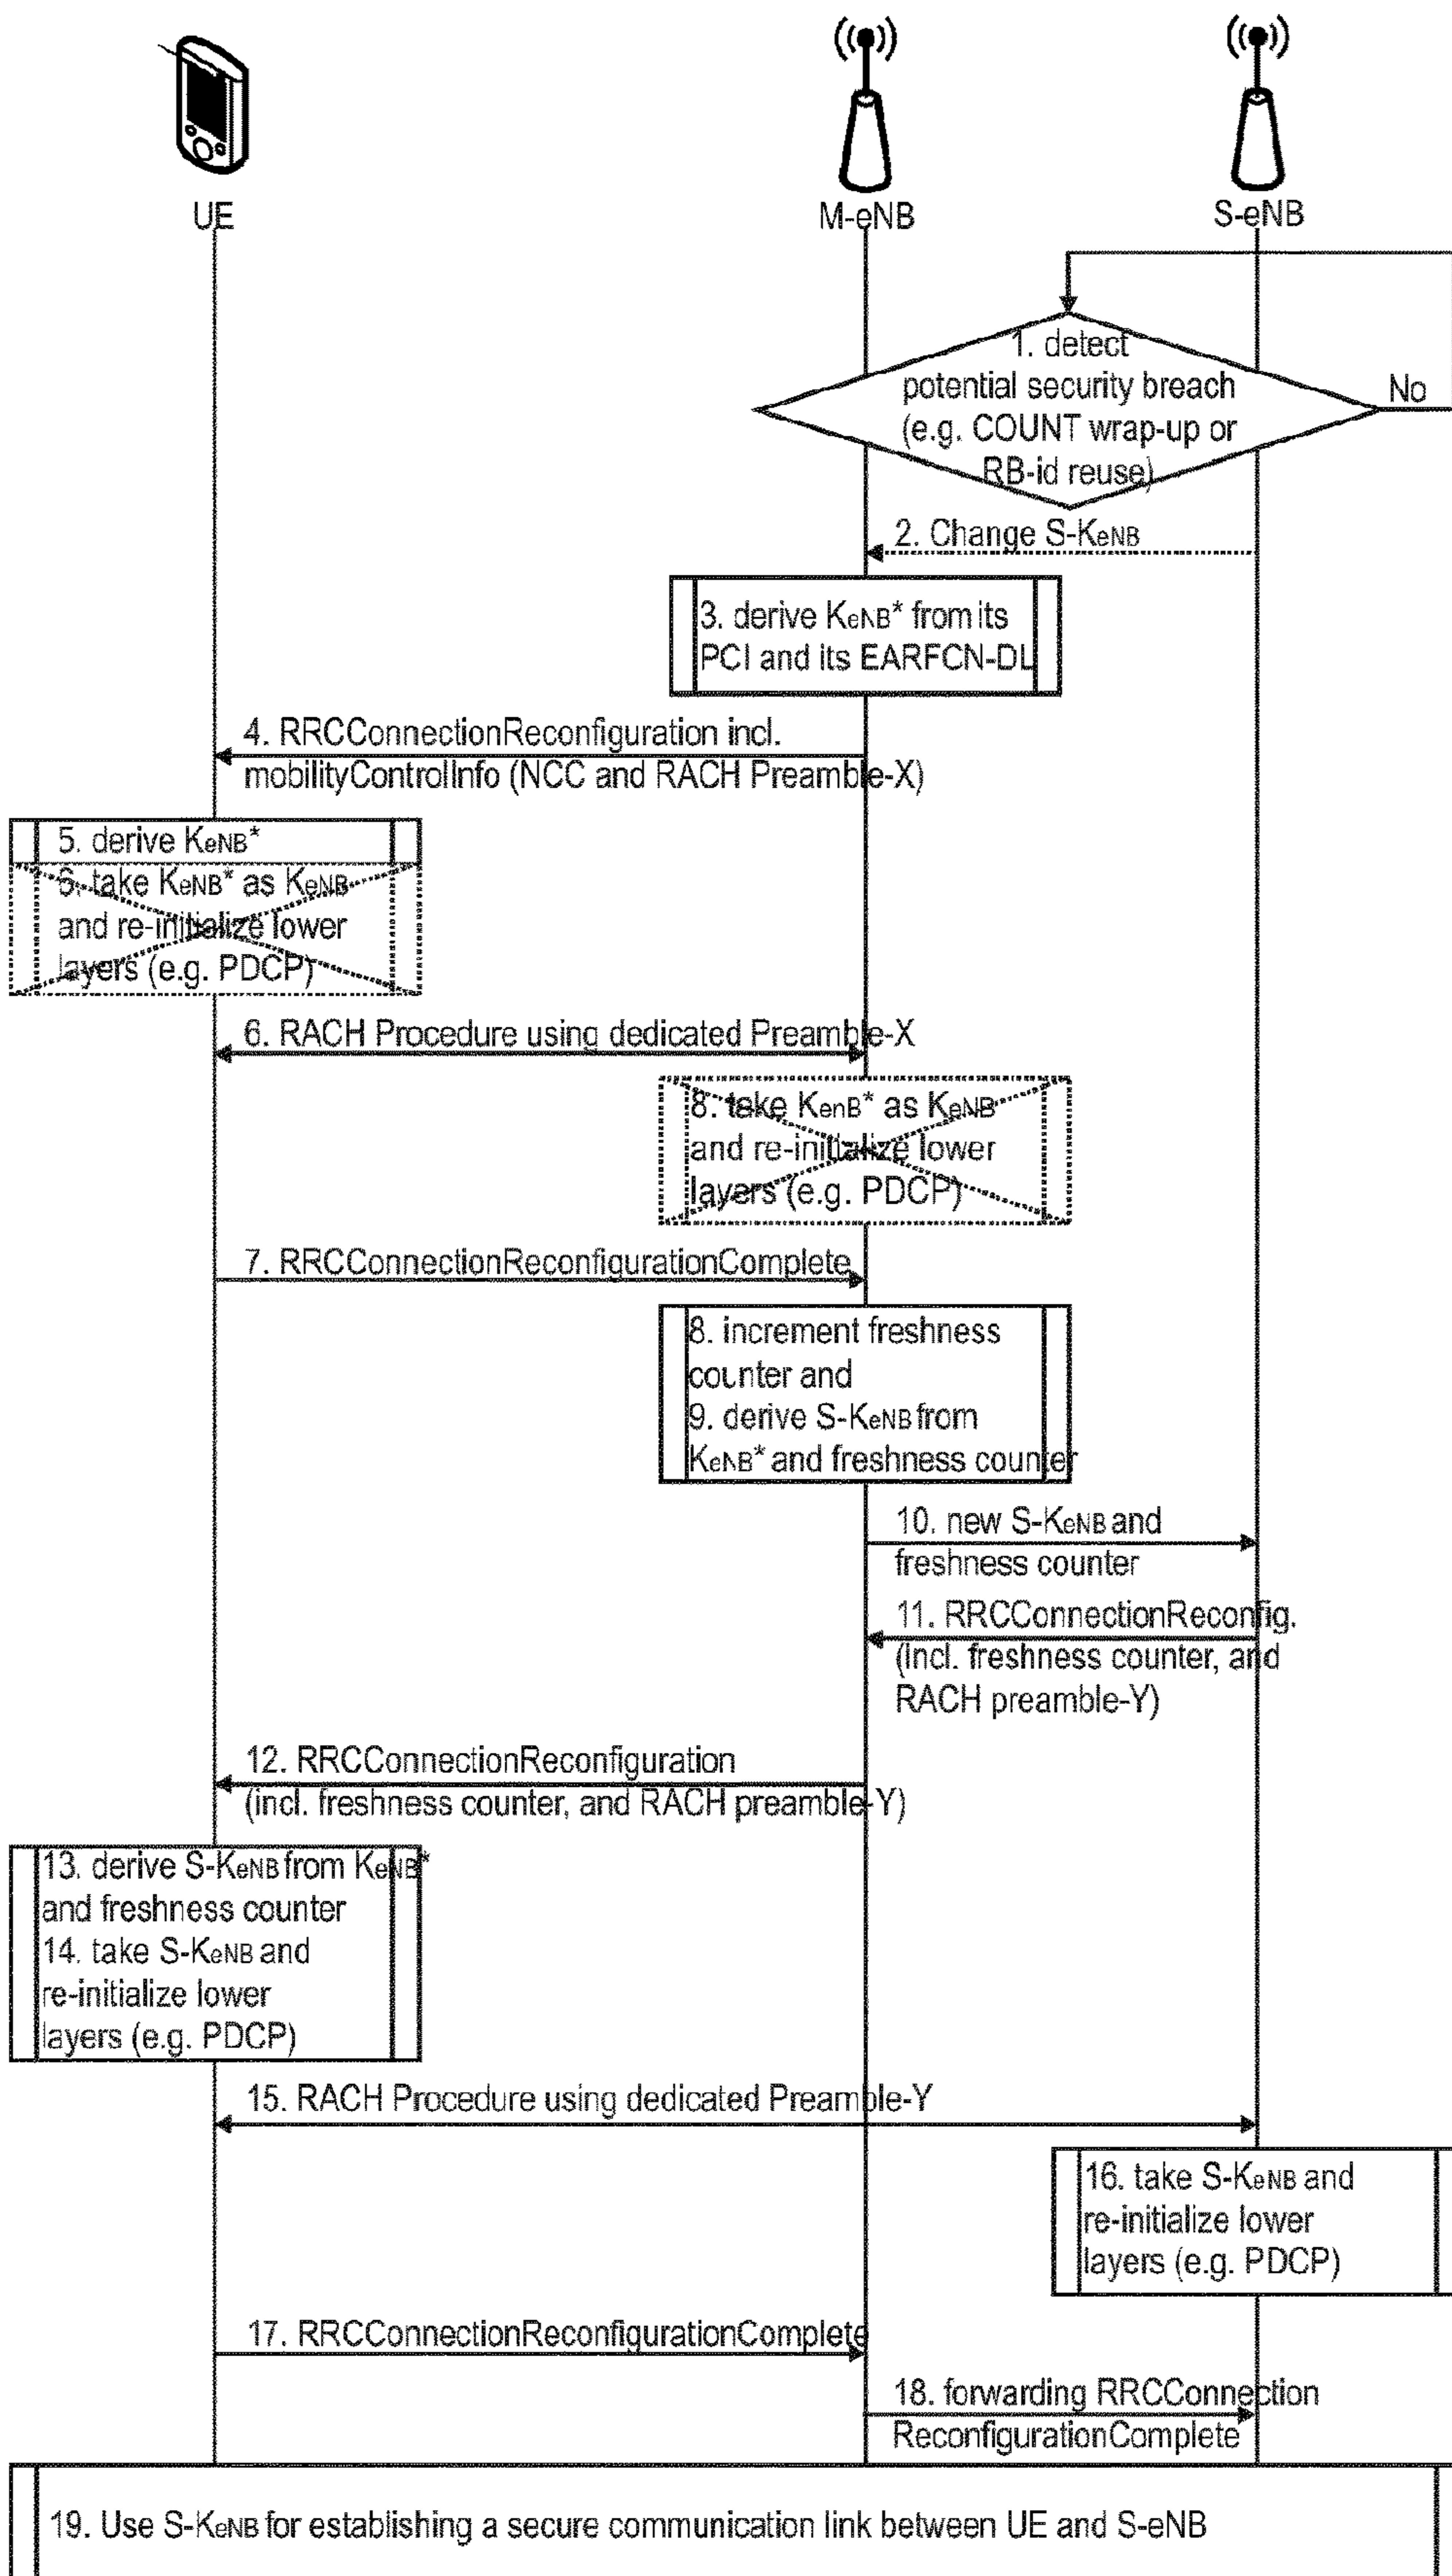 UE
M-eNB
S-eNB
1. detect
potential security breach
(e.g. COUNT wrap-up or
RB-id reuse)
No
2. Change S-KeNB
3. derive KeNB* from its
PCI and its EARFCN-DL
4. RRCConnectionReconfiguration incl.
mobilityControlInfo (NCC and RACH Preamble-X)
5. derive KeNB*
6. take KeNB* as KeNB
and re-initialize lower
layers (e.g. PDCP)
6. RACH Procedure using dedicated Preamble-X
8. take KenB* as KeNB
and re-initialize lower
layers (e.g. PDCP)
7. RRCConnectionReconfigurationComplete
8. increment freshness
counter and
9. derive S-KeNB from
KeNB* and freshness counter
10. new S-KeNB and
freshness counter
11. RRCConnectionReconfig.
(incl. freshness counter, and
RACH preamble-Y)
12. RRCConnectionReconfiguration
(incl. freshness counter, and RACH preamble-Y)
13. derive S-KeNB from KeNB*
and freshness counter
14. take S-KeNB and
re-initialize lower
layers (e.g. PDCP)
15. RACH Procedure using dedicated Preamble-Y
16. take S-KeNB and
re-initialize lower
layers (e.g. PDCP)
17. RRCConnectionReconfigurationComplete
18. forwarding RRCConnection
ReconfigurationComplete
19. Use S-KeNB for establishing a secure communication link between UE and S-eNB